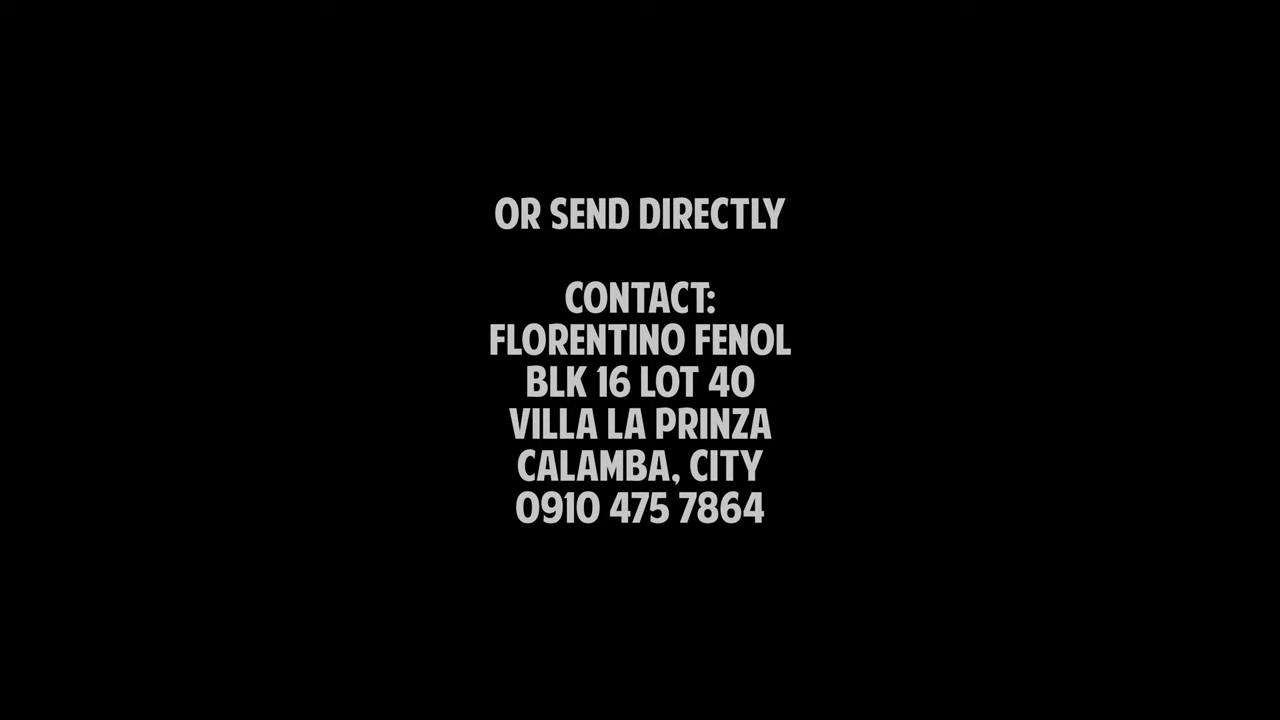 OR SEND DIRECTLY
CONTACT:
FLORENTINO FENOL
BLK 16 LOT 40
VILLA LA PRINZA
CALAMBA, CITY
0910 475 7864